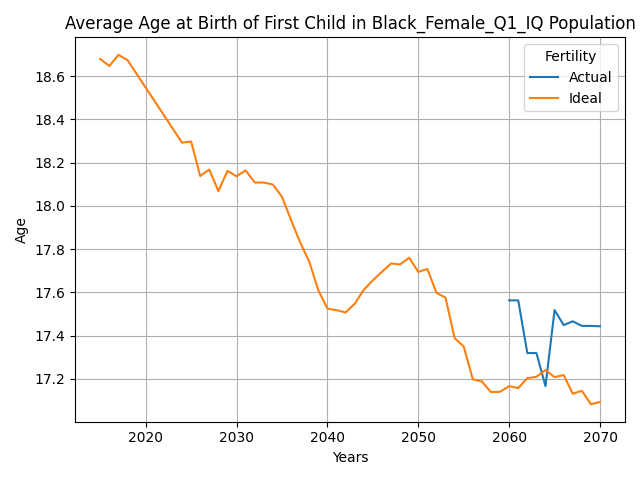 Average Age at Birth of First Child in Black_Female_Q1_IQ Population
Fertility
Actual
Ideal
18.6
18.4
18.2
18.0
17.8
17.6
17.4
17.2
Age
2020 2030 2040 2050 2060 2070
Years